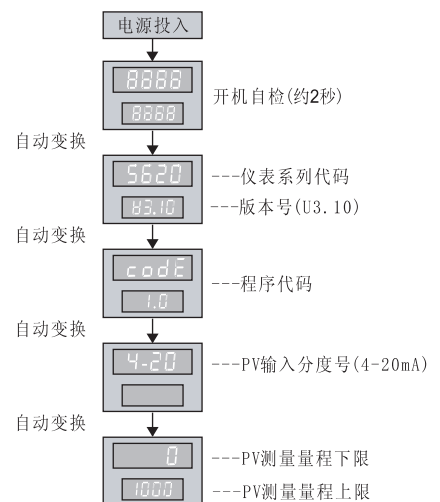 电源投入
8888
8888
开机自检(约2秒)
自动变换
S620
---仪表系列代码
U3.10
---版本号(U3.10)
自动变换
codE
1.0
---程序代码
自动变换
4-20
---PV输入分度号(4-20mA)
自动变换
0
---PV测量量程下限
1000
---PV测量量程上限